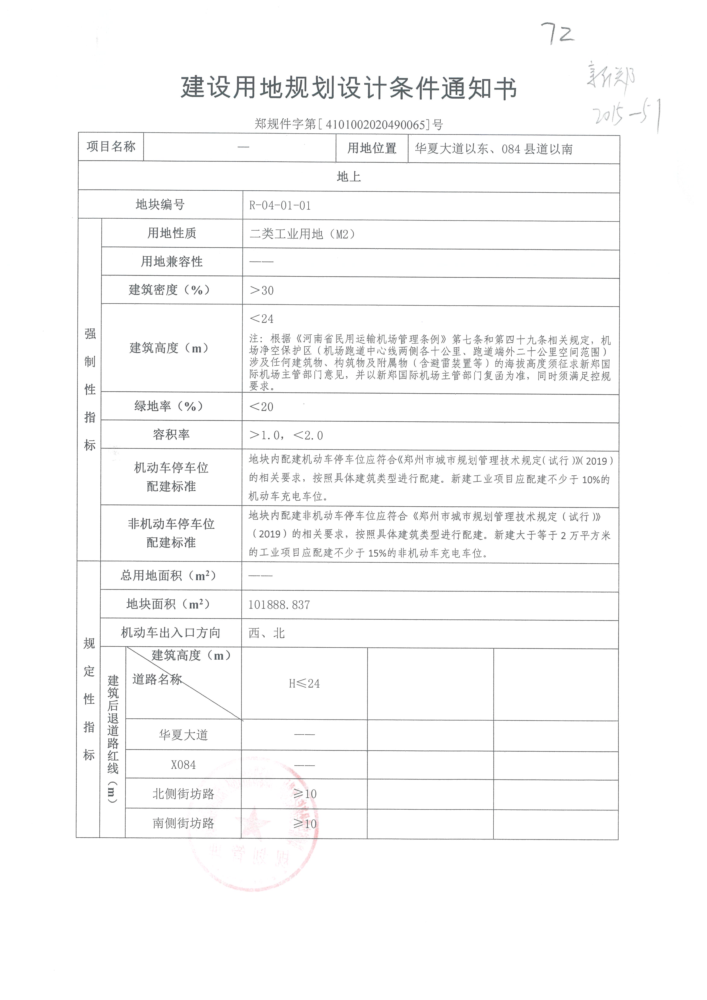 72
新郑
2015-51
建设用地规划设计条件通知书
郑规件字第[ 4101002020490065]号
项目名称 — 用地位置 华夏大道以东、084 县道以南
地上
地块编号 R-04-01-01
强制性指标
用地性质 二类工业用地（M2）
用地兼容性 ——
建筑密度（%） ＞30
建筑高度（m） ＜24
注：根据《河南省民用运输机场管理条例》第七条和第四十九条相关规定，机
场净空保护区（机场跑道中心线两侧各十公里、跑道端外二十公里空间范围）
涉及任何建筑物、构筑物及附属物（含避雷装置等）的海拔高度须征求新郑国
际机场主管部门意见，并以新郑国际机场主管部门复函为准，同时须满足控规
要求。
绿地率（%） ＜20
容积率 ＞1.0，＜2.0
机动车停车位
配建标准
地块内配建机动车停车位应符合《郑州市城市规划管理技术规定（试行）》（2019）
的相关要求，按照具体建筑类型进行配建。新建工业项目应配建不少于 10%的
机动车充电车位。
非机动车停车位
配建标准
地块内配建非机动车停车位应符合《郑州市城市规划管理技术规定（试行）》
（2019）的相关要求，按照具体建筑类型进行配建。新建大于等于 2 万平方米
的工业项目应配建不少于 15%的非机动车充电车位。
规定性指标
总用地面积（m²） ——
地块面积（m²） 101888.837
机动车出入口方向 西、北
建筑后退道路红线（m）
建筑高度（m）
道路名称
H≤24
华夏大道 ——
X084 ——
北侧街坊路 ≥10
南侧街坊路 ≥10
规划管理